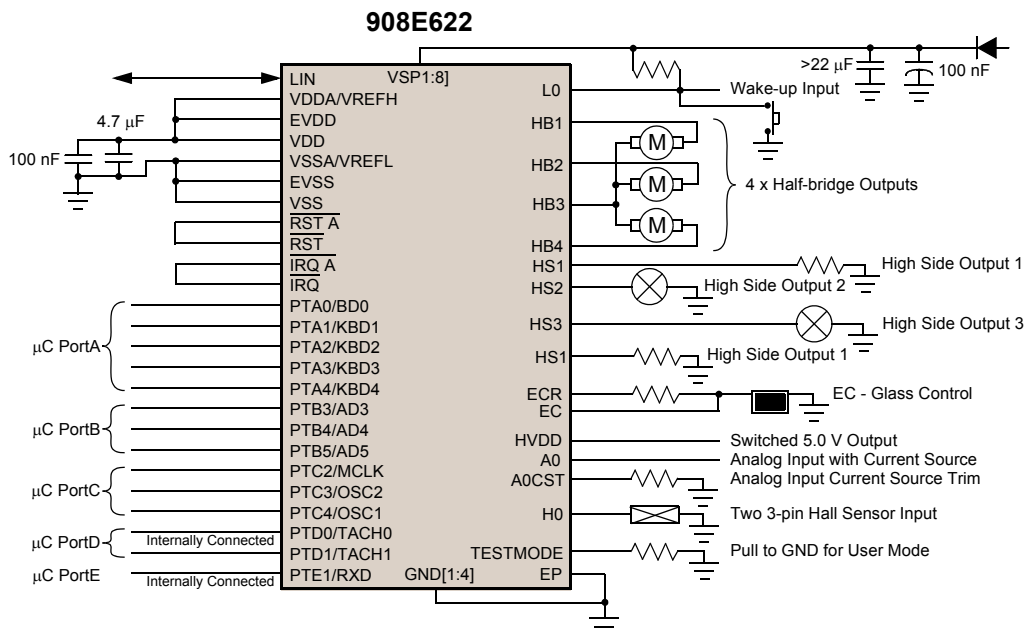 908E622
>22 μF
100 nF
LIN
VSP1:8]
VDDA/VREFH
EVDD
VDD
VSSA/VREFL
EVSS
VSS
RST A
RST
IRQ A
IRQ
PTA0/BD0
PTA1/KBD1
PTA2/KBD2
PTA3/KBD3
PTA4/KBD4
PTB3/AD3
PTB4/AD4
PTB5/AD5
PTC2/MCLK
PTC3/OSC2
PTC4/OSC1
PTD0/TACH0
PTD1/TACH1
PTE1/RXD
GND[1:4]
4.7 μF
100 nF
μC PortA
μC PortB
μC PortC
μC PortD
Internally Connected
μC PortE
Internally Connected
L0
Wake-up Input
HB1
M
HB2
M
4 x Half-bridge Outputs
HB3
M
HB4
HS1
High Side Output 1
HS2
High Side Output 2
HS3
High Side Output 3
HS1
High Side Output 1
ECR
EC - Glass Control
EC
HVDD
Switched 5.0 V Output
A0
Analog Input with Current Source
A0CST
Analog Input Current Source Trim
H0
Two 3-pin Hall Sensor Input
TESTMODE
Pull to GND for User Mode
EP